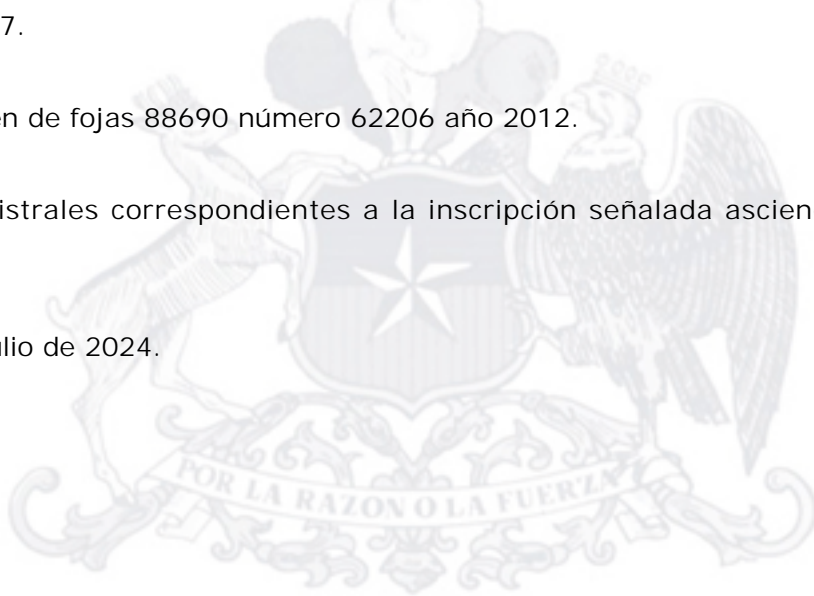 7.
en de fojas 88690 número 62206 año 2012.
istrales correspondientes a la inscripción señalada ascien
ulio de 2024.
POR LA RAZON O LA FUERZA